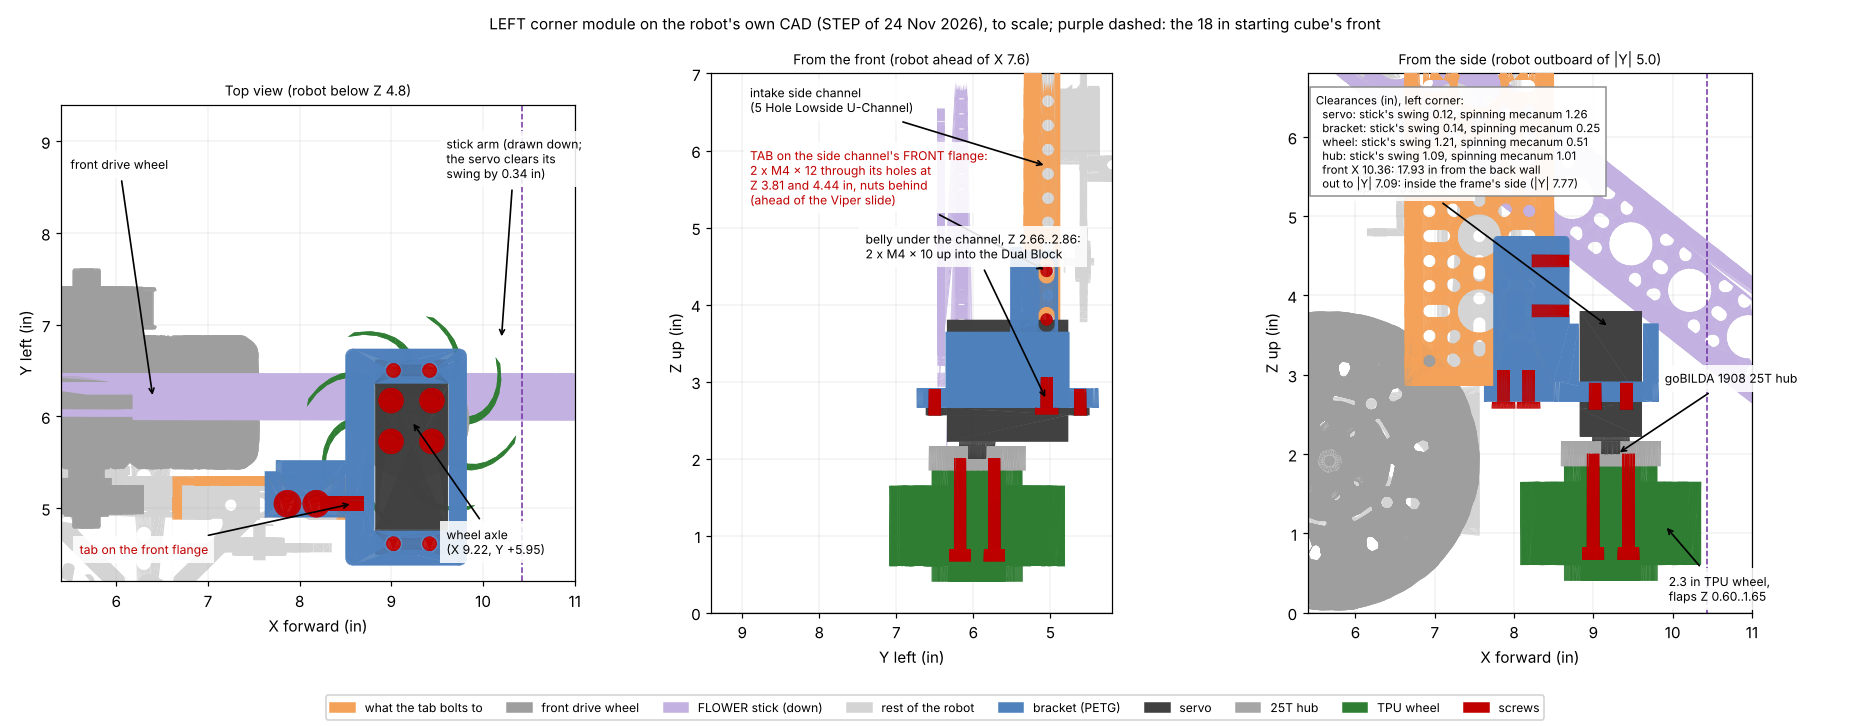 LEFT corner module on the robot's own CAD (STEP of 24 Nov 2026), to scale; purple dashed: the 18 in starting cube's front
Top view (robot below Z 4.8)
stick arm (drawn down;
the servo clears its
swing by 0.34 in)
front drive wheel
tab on the front flange
wheel axle
(X 9.22, Y +5.95)
9
8
7
6
5
Y left (in)
6
7
8
9
10
11
X forward (in)
From the front (robot ahead of X 7.6)
intake side channel
(5 Hole Lowside U-Channel)
TAB on the side channel's FRONT flange:
2 x M4 × 12 through its holes at
Z 3.81 and 4.44 in, nuts behind
(ahead of the Viper slide)
belly under the channel, Z 2.66..2.86:
2 x M4 × 10 up into the Dual Block
7
6
5
4
3
2
1
0
Z up (in)
9
8
7
6
5
Y left (in)
From the side (robot outboard of |Y| 5.0)
Clearances (in), left corner:
servo: stick's swing 0.12, spinning mecanum 1.26
bracket: stick's swing 0.14, spinning mecanum 0.25
wheel: stick's swing 1.21, spinning mecanum 0.51
hub: stick's swing 1.09, spinning mecanum 1.01
front X 10.36: 17.93 in from the back wall
out to |Y| 7.09: inside the frame's side (|Y| 7.77)
goBILDA 1908 25T hub
2.3 in TPU wheel,
flaps Z 0.60..1.65
6
5
4
3
2
1
0
Z up (in)
6
7
8
9
10
11
X forward (in)
what the tab bolts to
front drive wheel
FLOWER stick (down)
rest of the robot
bracket (PETG)
servo
25T hub
TPU wheel
screws